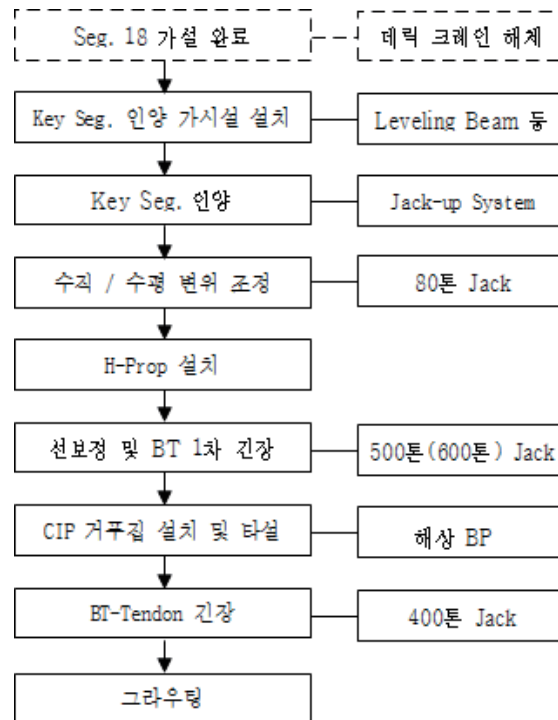 Seg. 18 가설 완료
데릭 크레인 해체
Key Seg. 인양 가시설 설치
Leveling Beam 등
Key Seg. 인양
Jack-up System
수직 / 수평 변위 조정
80톤 Jack
H-Prop 설치
선보정 및 BT 1차 긴장
500톤(600톤) Jack
CIP 거푸집 설치 및 타설
해상 BP
BT-Tendon 긴장
400톤 Jack
그라우팅